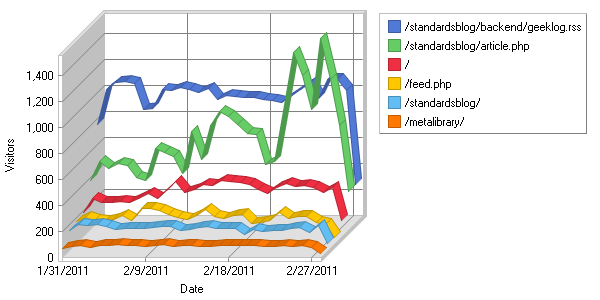 /standardsblog/backend/geeklog.rss
/standardsblog/article.php
/
/feed.php
/standardsblog/
/metalibrary/
1,400
1,200
1,000
800
600
400
200
0
Visitors
1/31/2011 2/9/2011 2/18/2011 2/27/2011
Date